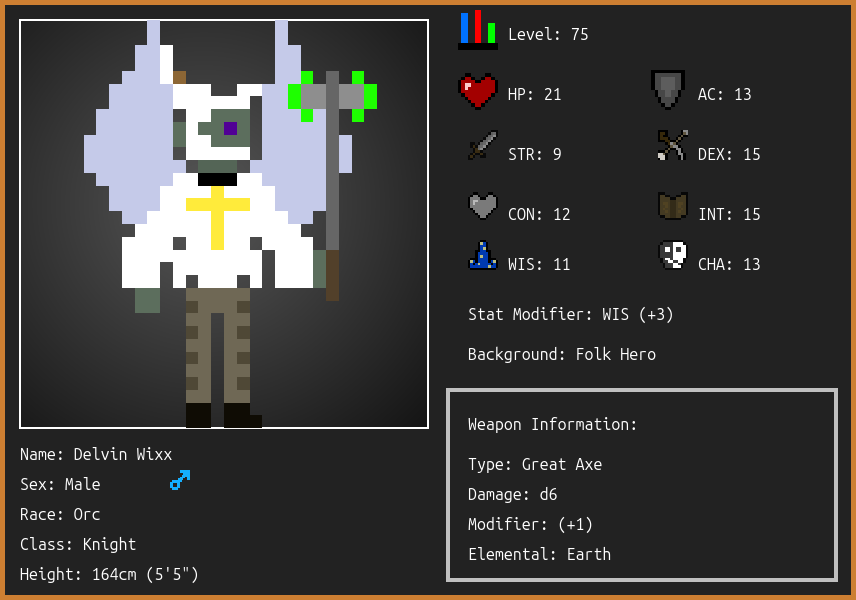 Level: 75
HP: 21
AC: 13
STR: 9
DEX: 15
CON: 12
INT: 15
WIS: 11
CHA: 13
Stat Modifier: WIS (+3)
Background: Folk Hero
Weapon Information:
Type: Great Axe
Damage: d6
Modifier: (+1)
Elemental: Earth
Name: Delvin Wixx
Sex: Male
Race: Orc
Class: Knight
Height: 164cm (5'5")